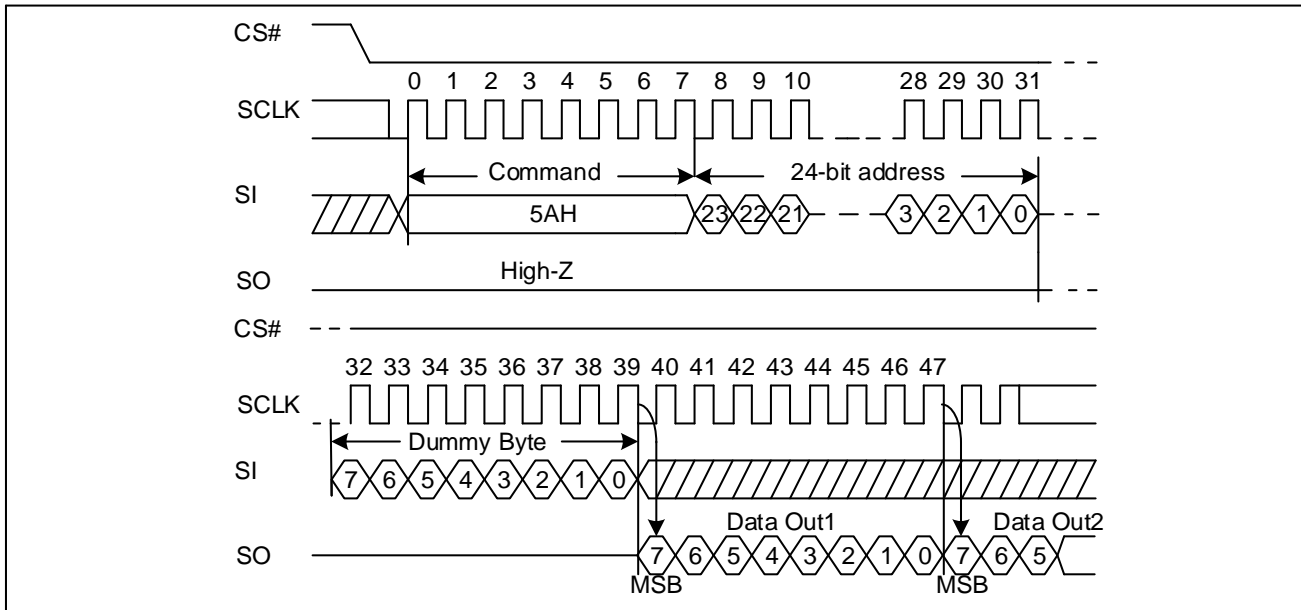 CS#
0 1 2 3 4 5 6 7 8 9 10 28 29 30 31
SCLK
Command 24-bit address
SI
5AH 23 22 21 3 2 1 0
High-Z
SO
CS#
32 33 34 35 36 37 38 39 40 41 42 43 44 45 46 47
SCLK
Dummy Byte
SI
7 6 5 4 3 2 1 0
Data Out1 Data Out2
SO
7 6 5 4 3 2 1 0 7 6 5
MSB MSB